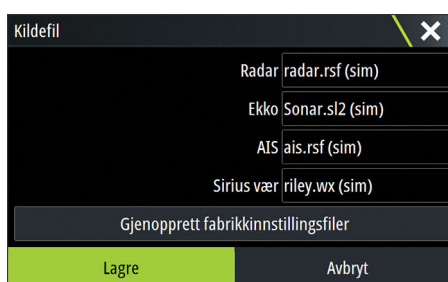 Kildefil
Radar radar.rsf (sim)
Ekko Sonar.sl2 (sim)
AIS ais.rsf (sim)
Sirius vær riley.wx (sim)
Gjenopprett fabrikkinnstillingsfiler
Lagre Avbryt